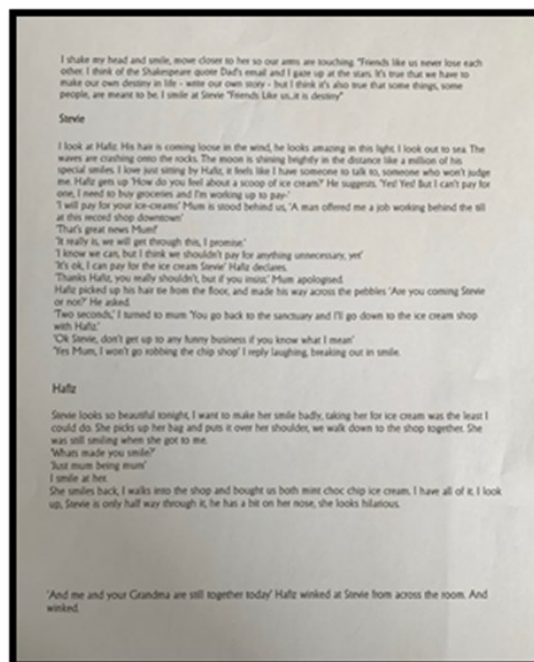 I shake my head and smile, move closer to her so our arms are touching. "Friends like us never lose each
other. I think of the Shakespeare quote Dad's email and I gaze up at the stars. It's true that we have to
make our own destiny in life - write our own story - but I think it's also true that some things, some
people, are meant to be. I smile at Stevie "Friends Like us...it is destiny"
Stevie
I look at Hafiz. His hair is coming loose in the wind, he looks amazing in this light. I look out to sea. The
waves are crashing onto the rocks. The moon is shining brightly in the distance like a million of his
special smiles. I love just sitting by Hafiz, it feels like I have someone to talk to, someone who won't judge
me. Hafiz gets up 'How do you feel about a scoop of ice cream?' He suggests. 'Yes! Yes! But I can't pay for
one, I need to buy groceries and I'm working up to pay-'
'I will pay for your ice-creams' Mum is stood behind us, 'A man offered me a job working behind the till
at this record shop downtown'
'That's great news Mum!'
'It really is, we will get through this, I promise.'
'I know we can, but I think we shouldn't pay for anything unnecessary, yet'
'It's ok, I can pay for the ice cream Stevie' Hafiz declares.
'Thanks Hafiz, you really shouldn't, but if you insist.' Mum apologised.
Hafiz picked up his hair tie from the floor, and made his way across the pebbles 'Are you coming Stevie
or not?' He asked.
'Two seconds,' I turned to mum 'You go back to the sanctuary and I'll go down to the ice cream shop
with Hafiz.'
'Ok Stevie, don't get up to any funny business if you know what I mean'
'Yes Mum, I won't go robbing the chip shop' I reply laughing, breaking out in smile.
Hafiz
Stevie looks so beautiful tonight, I want to make her smile badly, taking her for ice cream was the least I
could do. She picks up her bag and puts it over her shoulder, we walk down to the shop together. She
was still smiling when she got to me.
'Whats made you smile?'
'Just mum being mum'
I smile at her.
She smiles back, I walks into the shop and bought us both mint choc chip ice cream. I have all of it. I look
up, Stevie is only half way through it, he has a bit on her nose, she looks hilarious.
'And me and your Grandma are still together today' Hafiz winked at Stevie from across the room. And
winked.